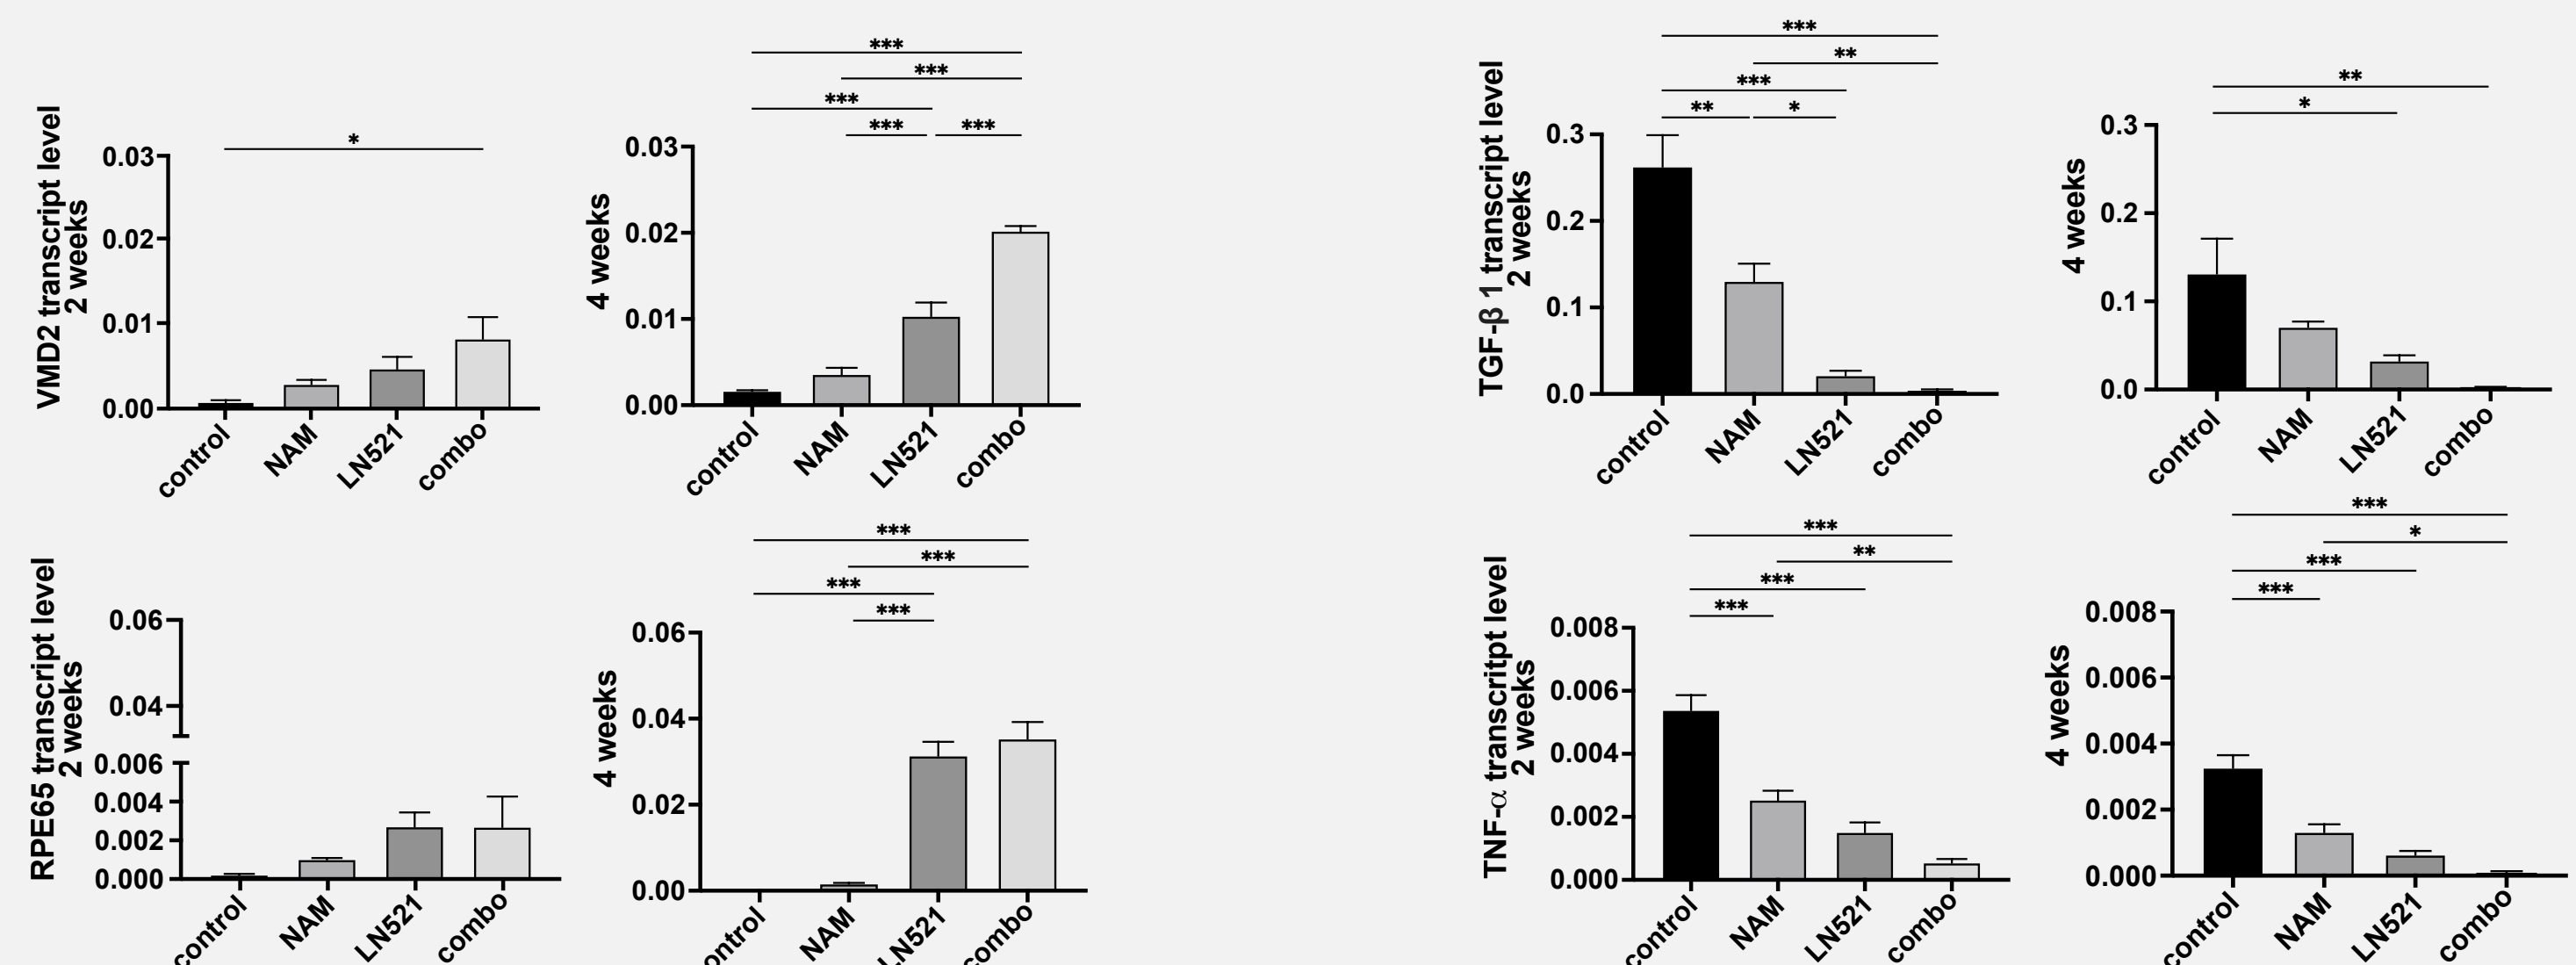 VMD2 transcript level
2 weeks
*
0.03
0.02
0.01
0.00
control
NAM
LN521
combo
4 weeks
***
***
***
*** ***
0.03
0.02
0.01
0.00
control
NAM
LN521
combo
TGF-β 1 transcript level
2 weeks
***
**
***
** *
0.3
0.2
0.1
0.0
control
NAM
LN521
combo
4 weeks
**
*
0.3
0.2
0.1
0.0
control
NAM
LN521
combo
RPE65 transcript level
2 weeks
0.06
0.04
0.006
0.004
0.002
0.000
control
NAM
LN521
combo
4 weeks
***
***
***
***
0.06
0.04
0.02
0.00
ontrol
NAM
LN521
combo
TNF-α transcritpt level
2 weeks
***
**
***
***
0.008
0.006
0.004
0.002
0.000
control
NAM
LN521
combo
4 weeks
***
*
***
***
0.008
0.006
0.004
0.002
0.000
control
NAM
LN521
combo